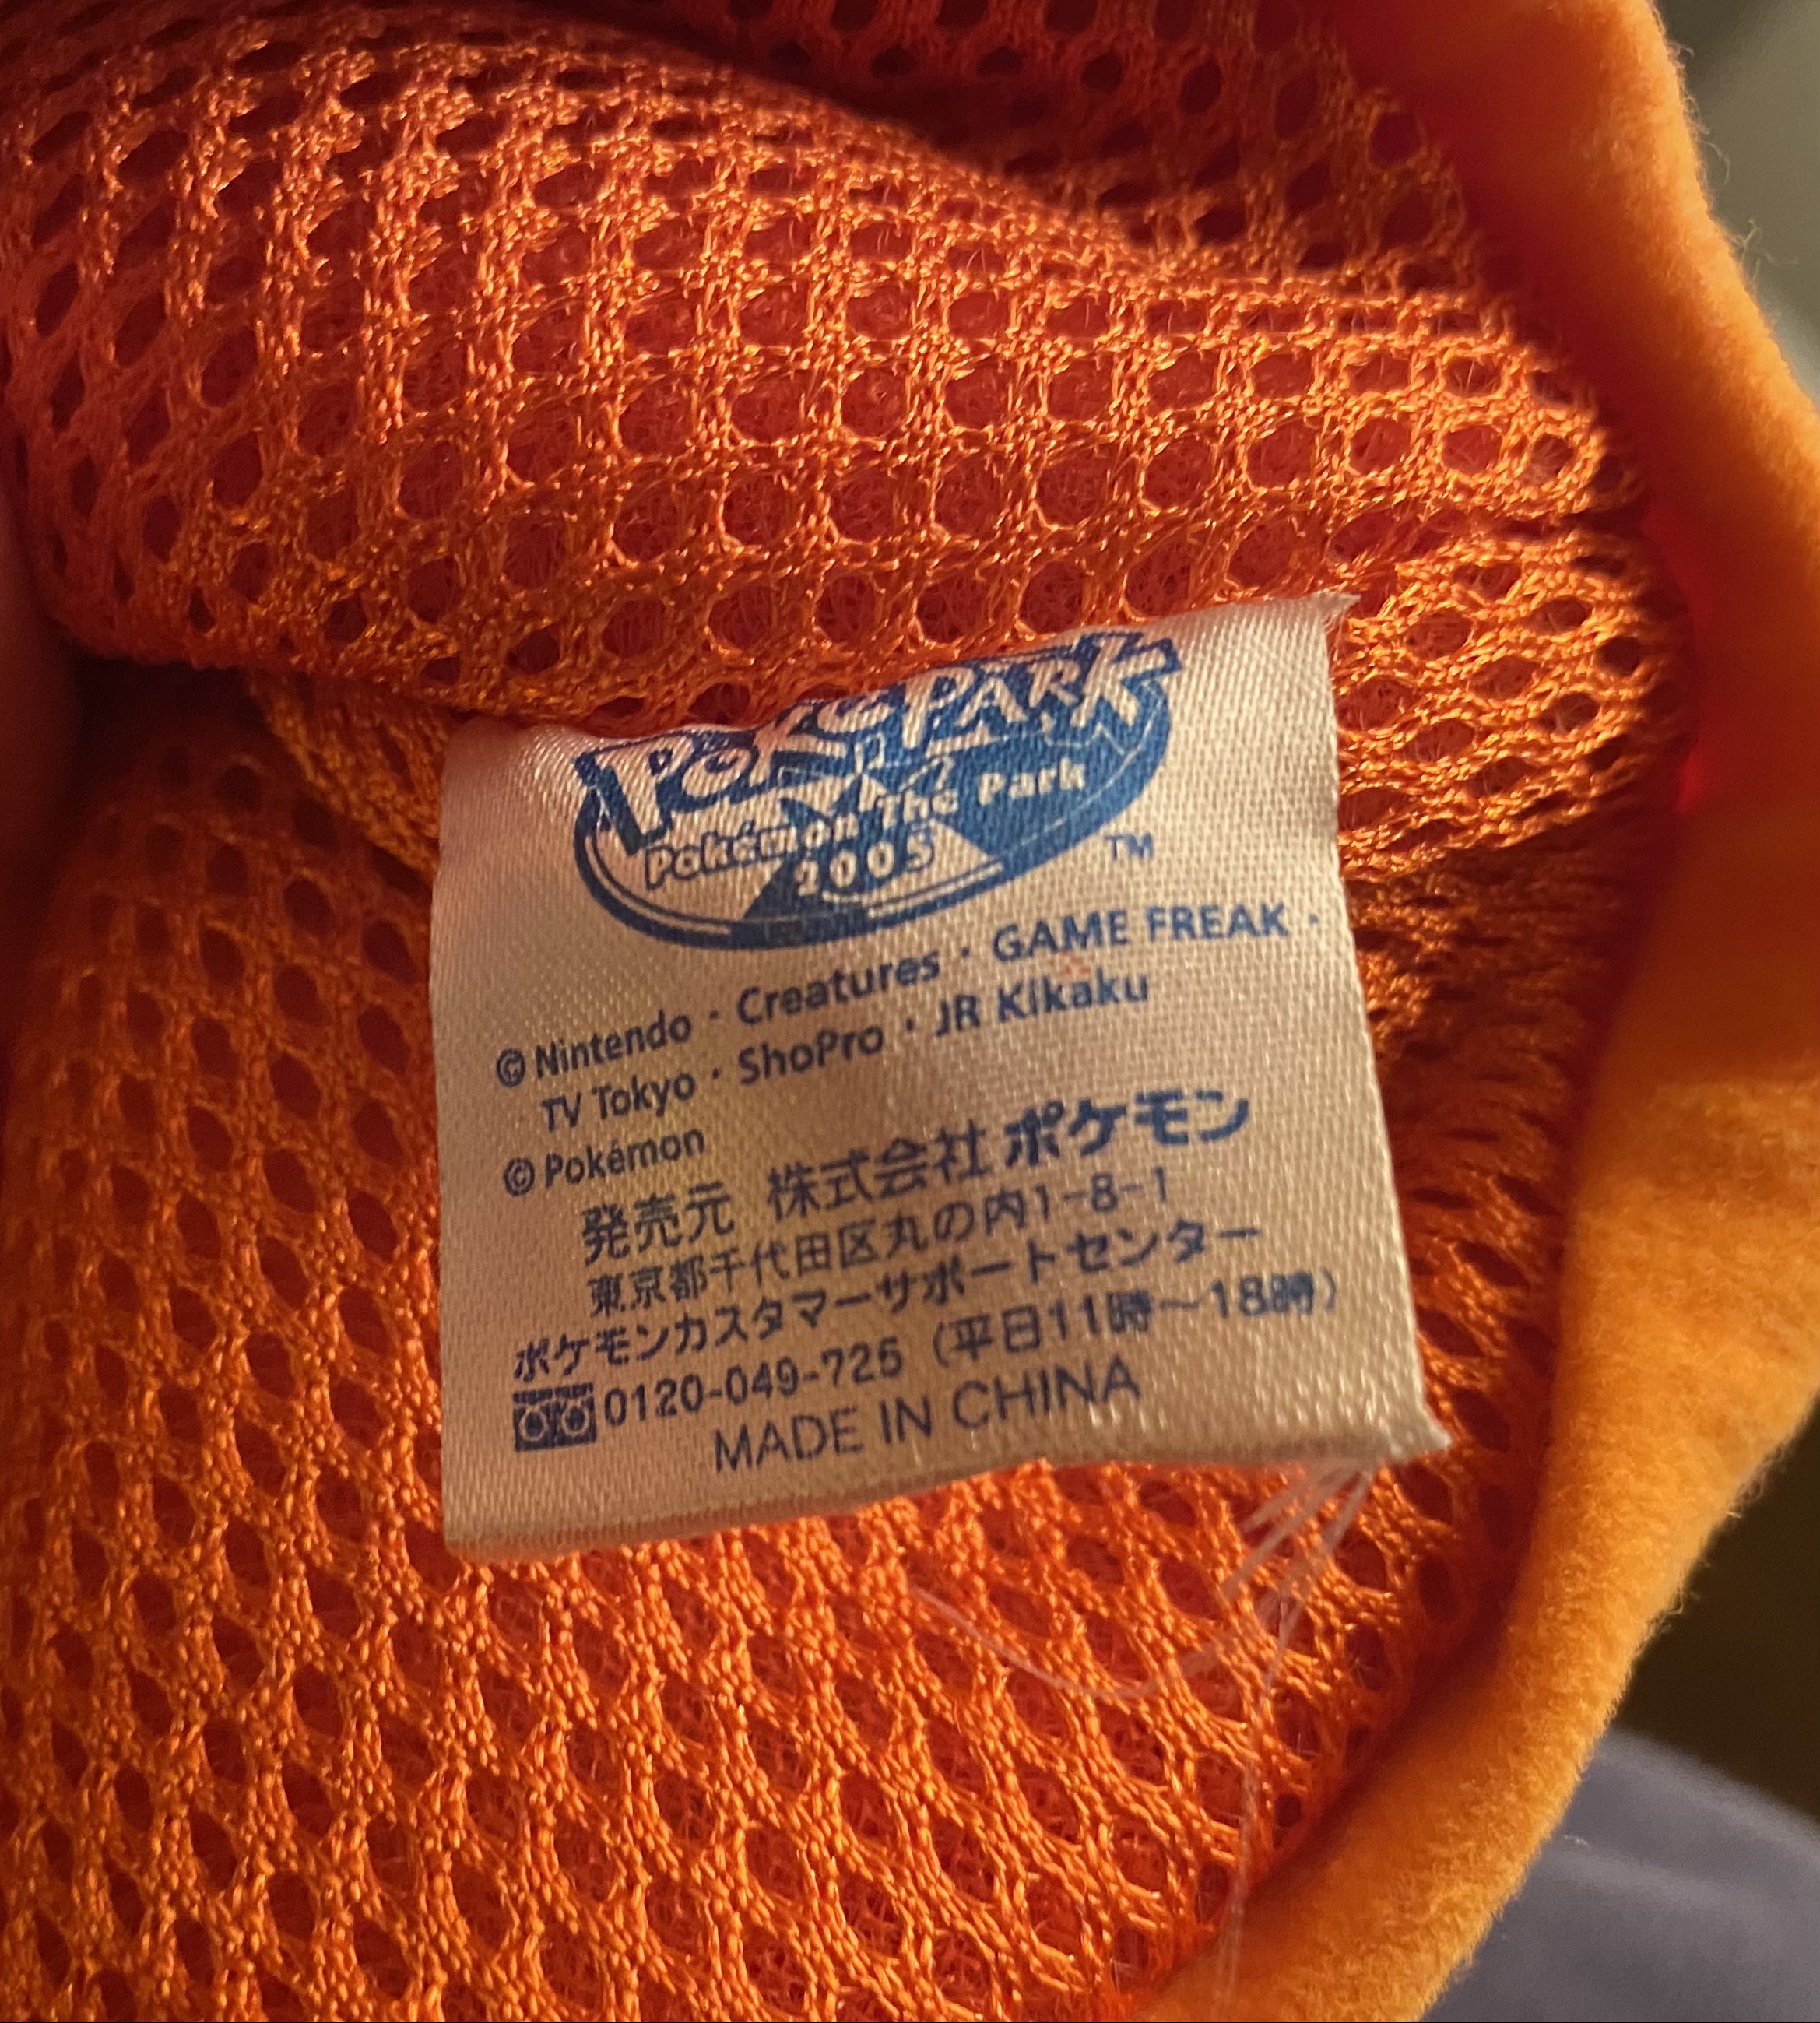 POKÉPARK
Pokémon The Park
2005
TM
© Nintendo · Creatures · GAME FREAK ·
TV Tokyo · ShoPro · JR Kikaku
© Pokémon
発売元 株式会社 ポケモン
東京都千代田区丸の内1-8-1
ポケモンカスタマーサポートセンター
0120-049-725（平日11時～18時）
MADE IN CHINA